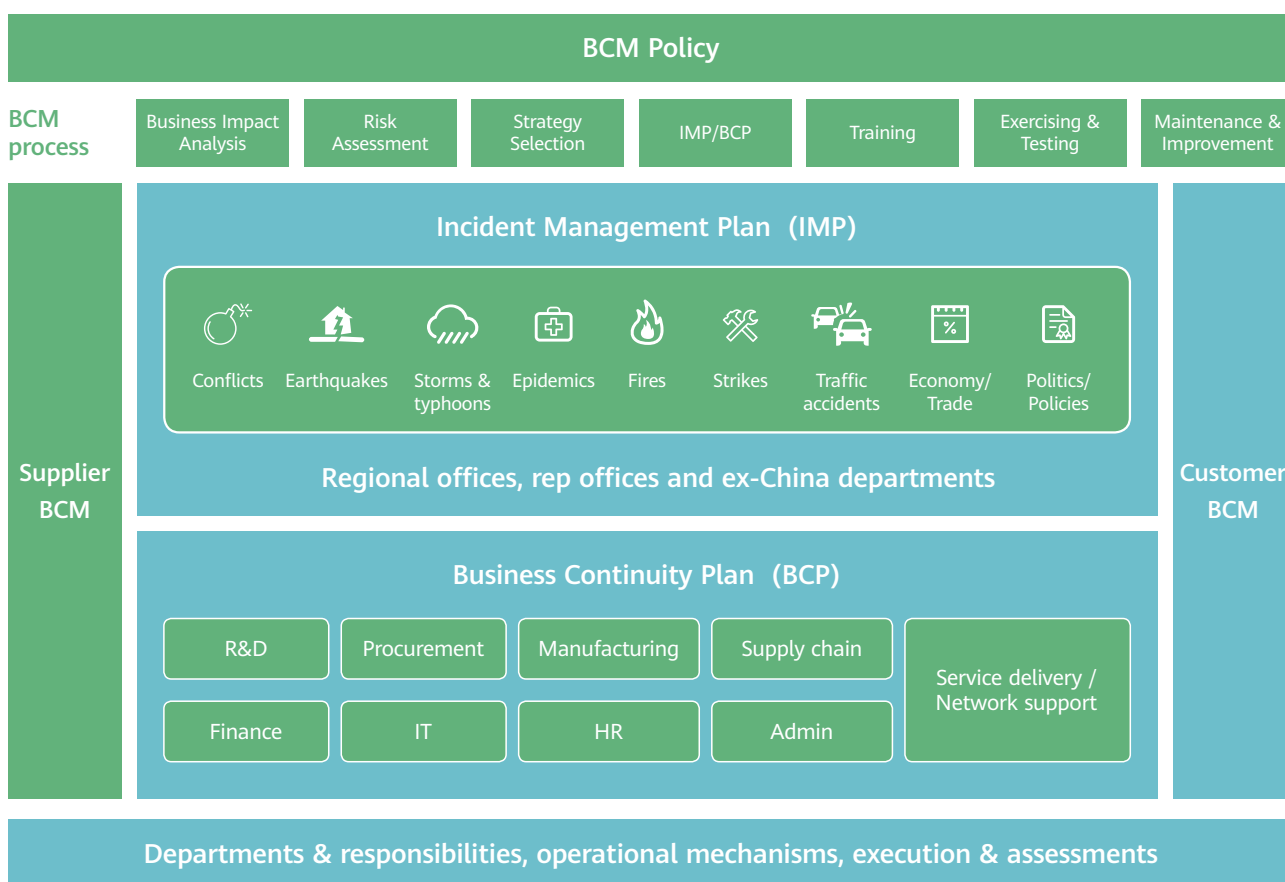 BCM Policy
BCM
process
Business Impact
Analysis
Risk
Assessment
Strategy
Selection
IMP/BCP
Training
Exercising &
Testing
Maintenance &
Improvement
Supplier
BCM
Incident Management Plan (IMP)
Conflicts
Earthquakes
Storms &
typhoons
Epidemics
Fires
Strikes
Traffic
accidents
Economy/
Trade
%
Politics/
Policies
Regional offices, rep offices and ex-China departments
Customer
BCM
Business Continuity Plan (BCP)
R&D
Procurement
Manufacturing
Supply chain
Service delivery /
Network support
Finance
IT
HR
Admin
Departments & responsibilities, operational mechanisms, execution & assessments